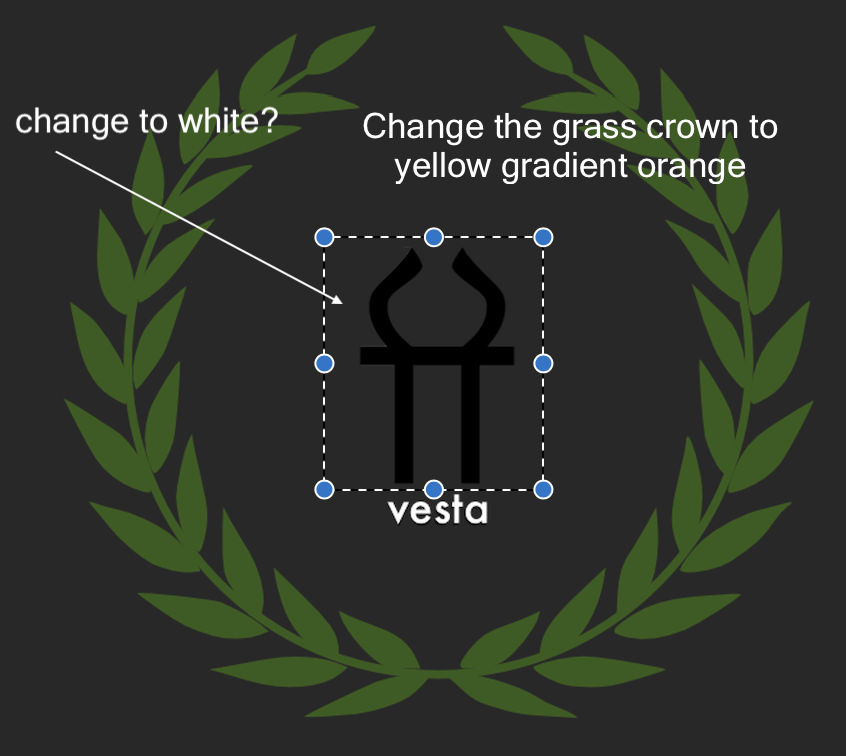 change to white?
Change the grass crown to
yellow gradient orange
vesta